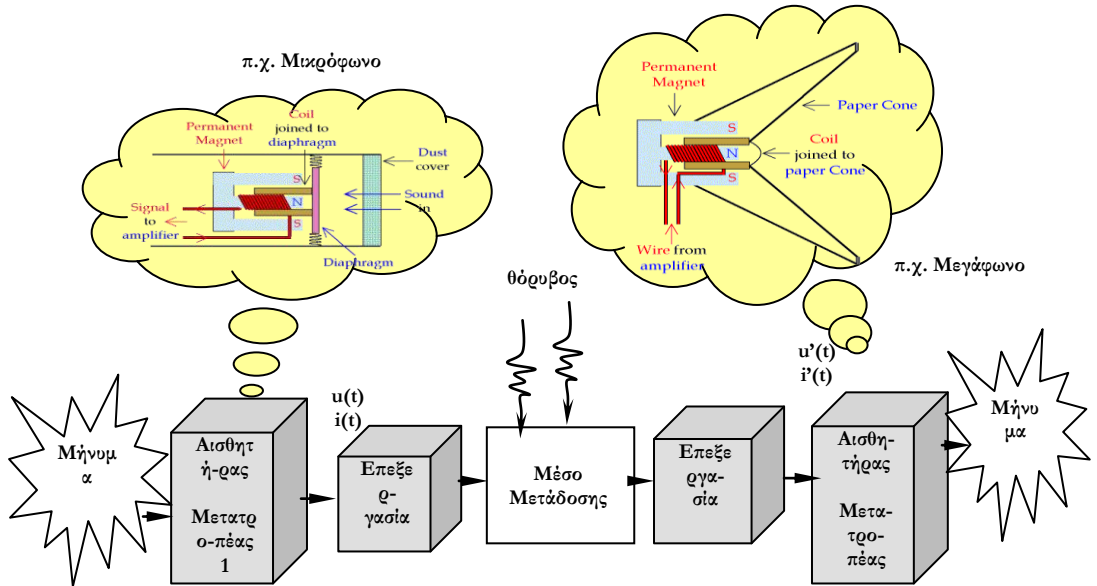 π.χ. Μικρόφωνο
Permanent
Magnet
Coil
joined to
diaphragm
Dust
cover
S
N
S
Signal
to
amplifier
Sound
in
Diaphragm
π.χ. Μεγάφωνο
Permanent
Magnet
Paper Cone
S
N
S
Coil
joined to
paper Cone
Wire from
amplifier
θόρυβος
Μήνυμ
α
Αισθητ
ή-ρας
Μετατρ
ο-πέας
1
u(t)
i(t)
Επεξε
ρ-
γασία
Μέσο
Μετάδοσης
Επεξε
ργα-
σία
u’(t)
i’(t)
Αισθη-
τήρας
Μετα-
τρο-
πέας
Μήνυ
μα